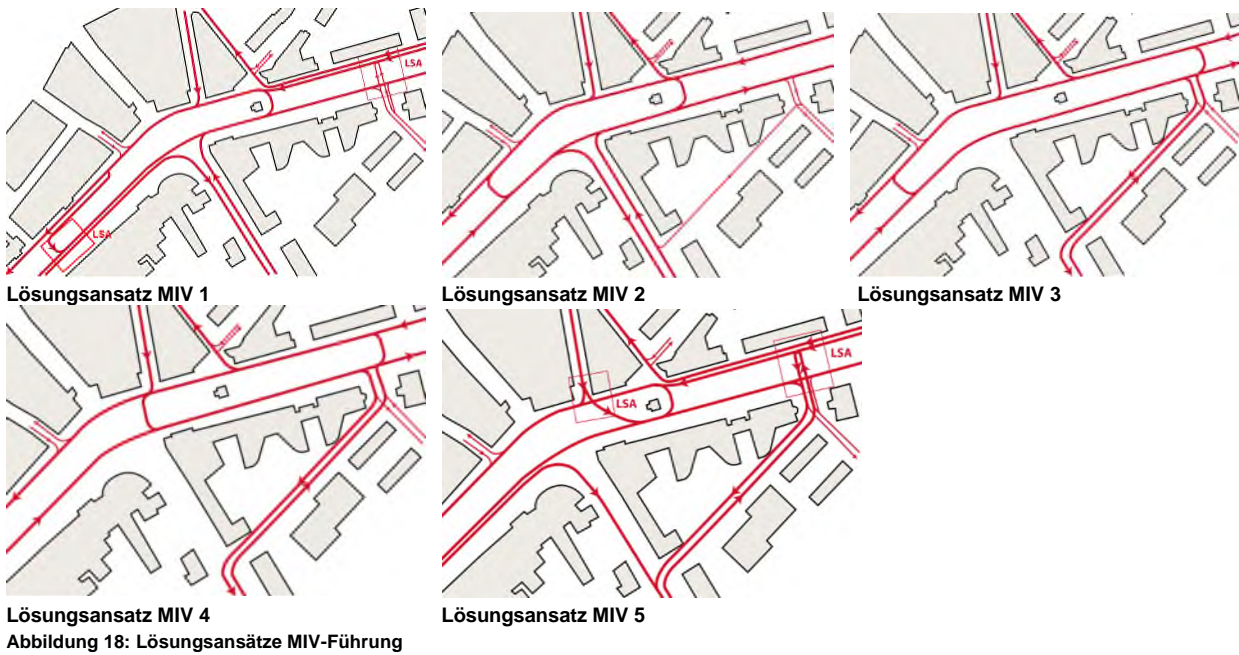 LSA
LSA
Lösungsansatz MIV 1
Lösungsansatz MIV 2
Lösungsansatz MIV 3
LSA
LSA
Lösungsansatz MIV 4
Lösungsansatz MIV 5
Abbildung 18: Lösungsansätze MIV-Führung